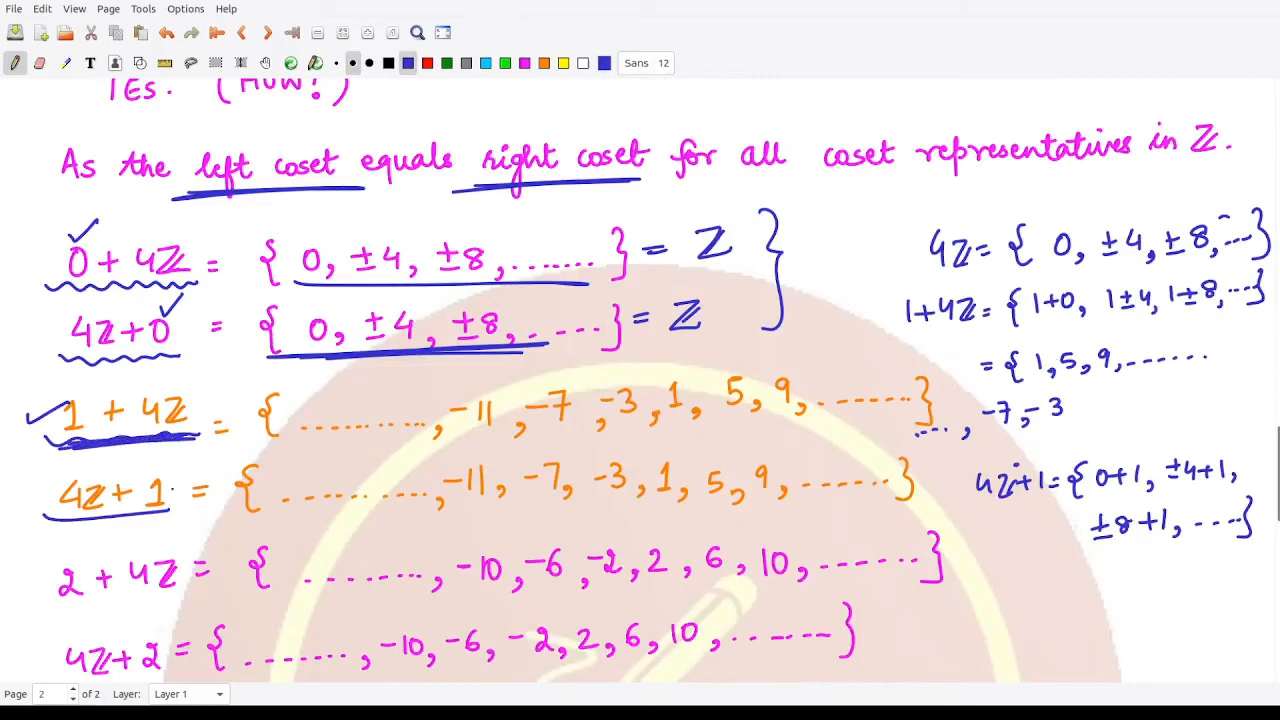 File Edit View Page Tools Options Help
Sans 12
YES. (HOW?)
As the left coset equals right coset for all coset representatives in ℤ.
0 + 4ℤ = { 0, ±4, ±8, ....... } = ℤ
4ℤ + 0 = { 0, ±4, ±8, ..... } = ℤ
1 + 4ℤ = { ..........., -11, -7, -3, 1, 5, 9, ........ }
4ℤ + 1 = { ............, -11, -7, -3, 1, 5, 9, ....... }
2 + 4ℤ = { ........., -10, -6, -2, 2, 6, 10, ....... }
4ℤ + 2 = { ........, -10, -6, -2, 2, 6, 10, ....... }
4ℤ = { 0, ±4, ±8, .... }
1+4ℤ = { 1+0, 1±4, 1±8, .... }
= { 1, 5, 9, .......
...., -7, -3
4ℤ+1 = { 0+1, ±4+1,
±8+1, ..... }
Page 2 of 2 Layer: Layer 1